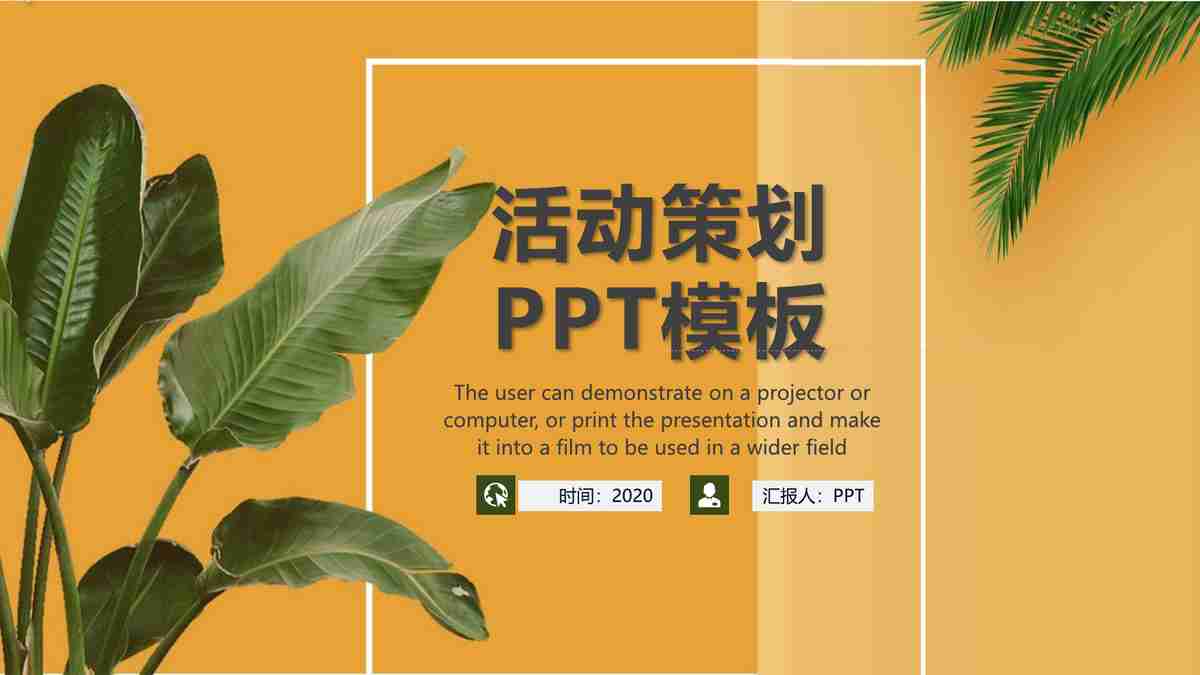 活动策划
PPT模板
The user can demonstrate on a projector or
computer, or print the presentation and make
it into a film to be used in a wider field
时间：2020
汇报人：PPT